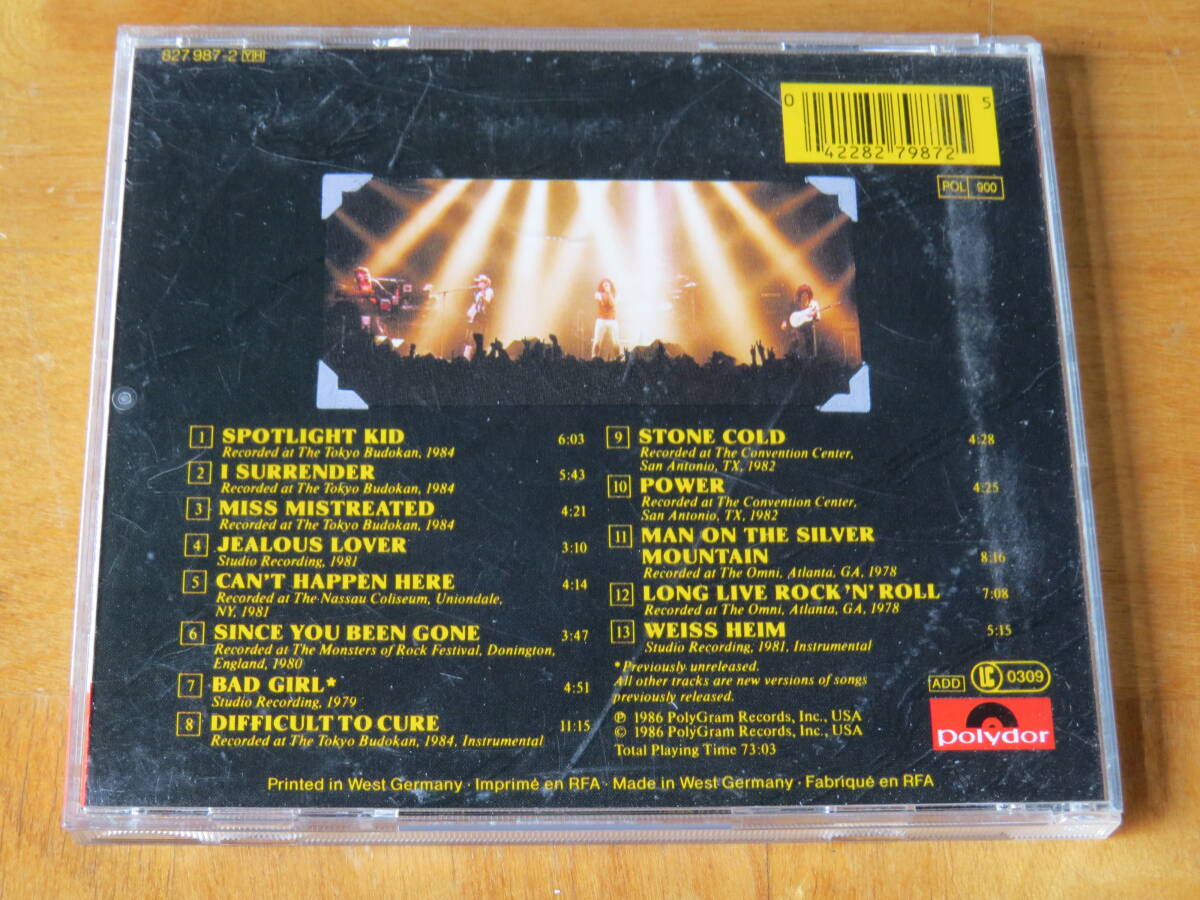 827 987-2 YH
0 42282 79872 5
POL 900
1 SPOTLIGHT KID 6:03
Recorded at The Tokyo Budokan, 1984
2 I SURRENDER 5:43
Recorded at The Tokyo Budokan, 1984
3 MISS MISTREATED 4:21
Recorded at The Tokyo Budokan, 1984
4 JEALOUS LOVER 3:10
Studio Recording, 1981
5 CAN'T HAPPEN HERE 4:14
Recorded at The Nassau Coliseum, Uniondale,
NY, 1981
6 SINCE YOU BEEN GONE 3:47
Recorded at The Monsters of Rock Festival, Donington,
England, 1980
7 BAD GIRL* 4:51
Studio Recording, 1979
8 DIFFICULT TO CURE 11:15
Recorded at The Tokyo Budokan, 1984, Instrumental
9 STONE COLD 4:28
Recorded at The Convention Center,
San Antonio, TX, 1982
10 POWER 4:25
Recorded at The Convention Center,
San Antonio, TX, 1982
11 MAN ON THE SILVER
MOUNTAIN 8:16
Recorded at The Omni, Atlanta, GA, 1978
12 LONG LIVE ROCK 'N' ROLL 7:08
Recorded at The Omni, Atlanta, GA, 1978
13 WEISS HEIM 5:15
Studio Recording, 1981, Instrumental
*Previously unreleased.
All other tracks are new versions of songs
previously released.
℗ 1986 PolyGram Records, Inc., USA
© 1986 PolyGram Records, Inc., USA
Total Playing Time 73:03
ADD LC 0309
polydor
Printed in West Germany · Imprimé en RFA · Made in West Germany · Fabriqué en RFA